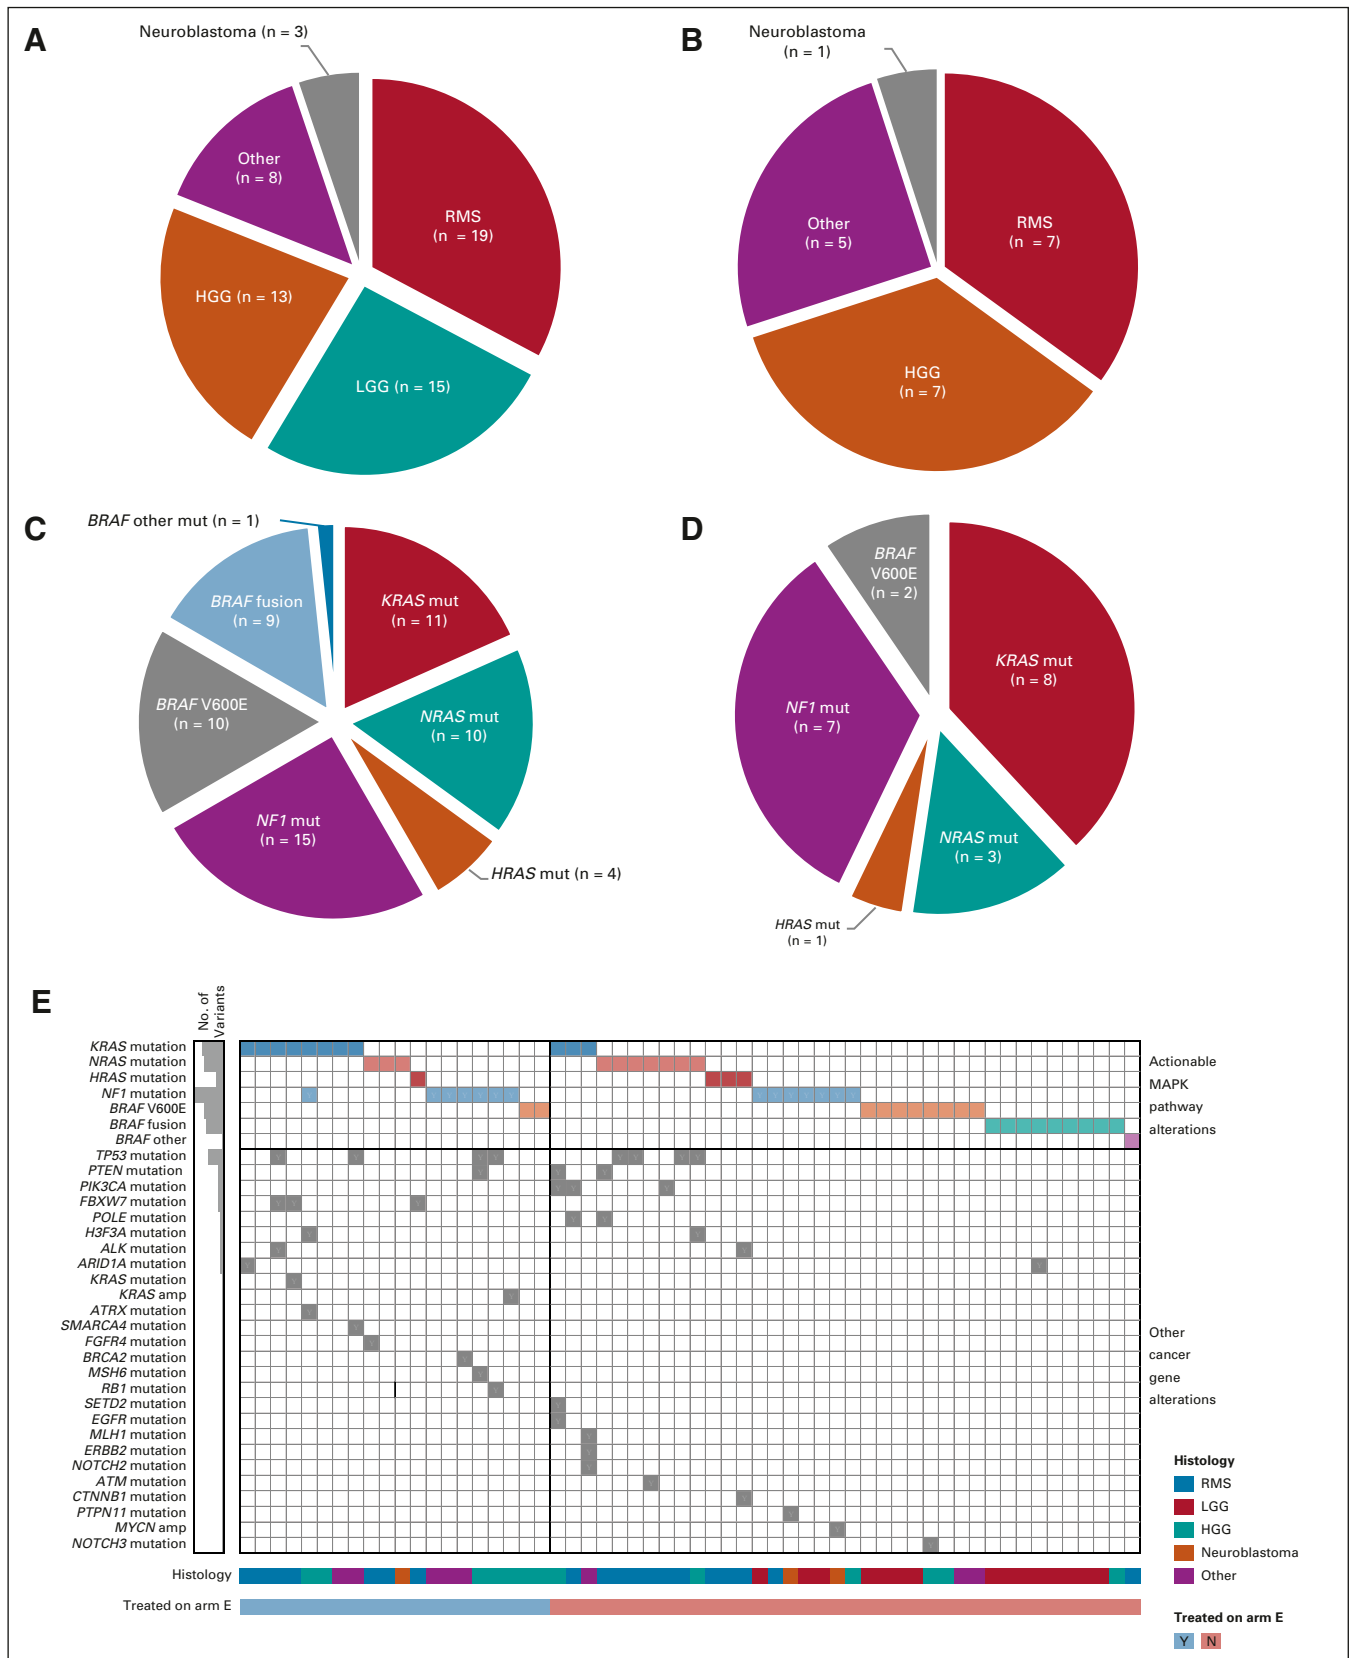 A
Neuroblastoma (n = 3)
Other
(n = 8)
RMS
(n = 19)
HGG (n = 13)
LGG (n = 15)
B
Neuroblastoma
(n = 1)
Other
(n = 5)
RMS
(n = 7)
HGG
(n = 7)
C
BRAF other mut (n = 1)
BRAF fusion
(n = 9)
KRAS mut
(n = 11)
BRAF V600E
(n = 10)
NRAS mut
(n = 10)
NF1 mut
(n = 15)
HRAS mut (n = 4)
D
BRAF
V600E
(n = 2)
KRAS mut
(n = 8)
NF1 mut
(n = 7)
NRAS mut
(n = 3)
HRAS mut
(n = 1)
E
No. of
Variants
KRAS mutation
NRAS mutation
HRAS mutation
NF1 mutation
BRAF V600E
BRAF fusion
BRAF other
TP53 mutation
PTEN mutation
PIK3CA mutation
FBXW7 mutation
POLE mutation
H3F3A mutation
ALK mutation
ARID1A mutation
KRAS mutation
KRAS amp
ATRX mutation
SMARCA4 mutation
FGFR4 mutation
BRCA2 mutation
MSH6 mutation
RB1 mutation
SETD2 mutation
EGFR mutation
MLH1 mutation
ERBB2 mutation
NOTCH2 mutation
ATM mutation
CTNNB1 mutation
PTPN11 mutation
MYCN amp
NOTCH3 mutation
Histology
Treated on arm E
Actionable
MAPK
pathway
alterations
Other
cancer
gene
alterations
Histology
RMS
LGG
HGG
Neuroblastoma
Other
Treated on arm E
Y N